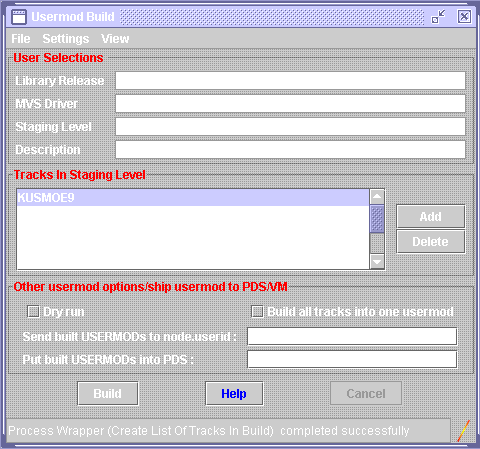 Usermod Build
File Settings View
User Selections
Library Release
MVS Driver
Staging Level
Description
Tracks In Staging Level
KUSMOE9
Add
Delete
Other usermod options/ship usermod to PDS/VM
Dry run Build all tracks into one usermod
Send built USERMODs to node.userid :
Put built USERMODs into PDS :
Build Help Cancel
Process Wrapper (Create List Of Tracks In Build) completed successfully